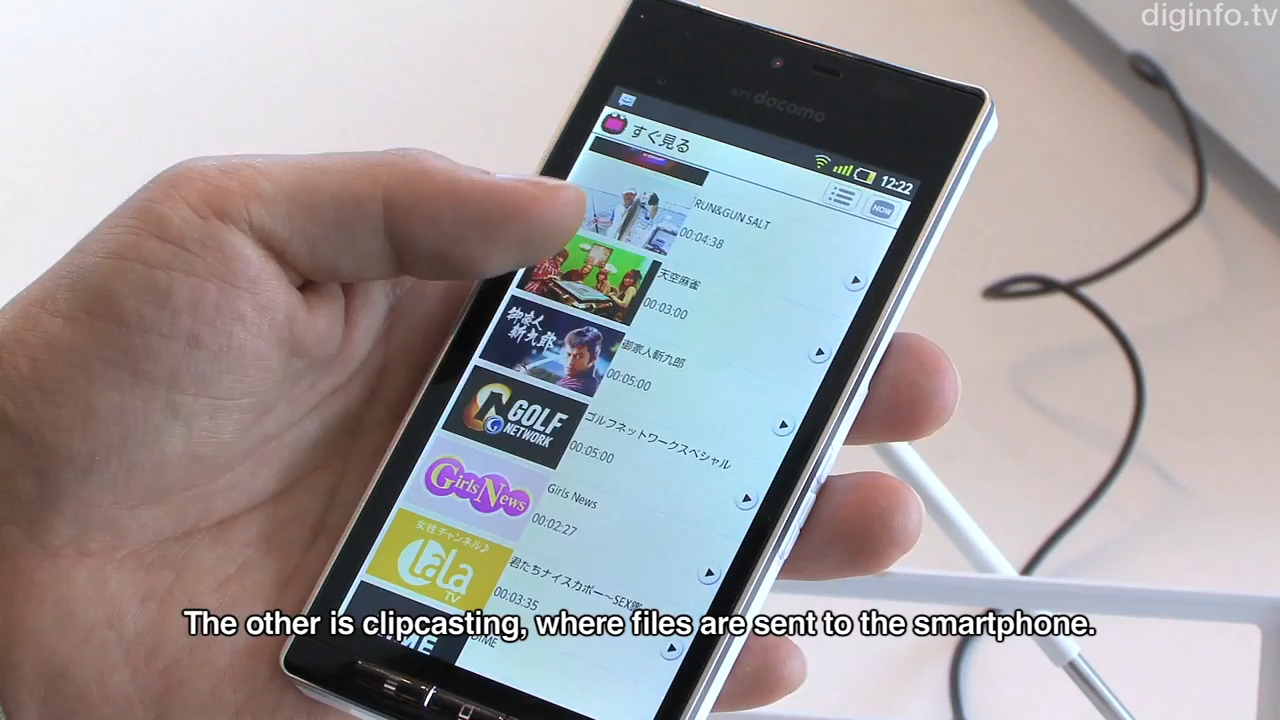 diginfo.tv
NTT docomo
すぐ見る
12:22
NOW
RUN&GUN SALT
00:04:38
天空麻雀
00:03:00
御家人
斬九郎
御家人斬九郎
00:05:00
GOLF
NETWORK
ゴルフネットワークスペシャル
00:05:00
Girls News
Girls News
00:02:27
女性チャンネル♪
LaLa
TV
君たちナイスカポー〜SEX
00:03:35
The other is clipcasting, where files are sent to the smartphone.